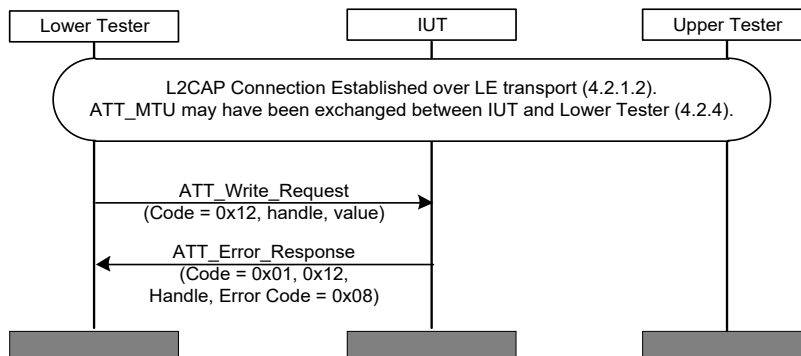 Lower Tester
IUT
Upper Tester
L2CAP Connection Established over LE transport (4.2.1.2).
ATT_MTU may have been exchanged between IUT and Lower Tester (4.2.4).
ATT_Write_Request
(Code = 0x12, handle, value)
ATT_Error_Response
(Code = 0x01, 0x12,
Handle, Error Code = 0x08)